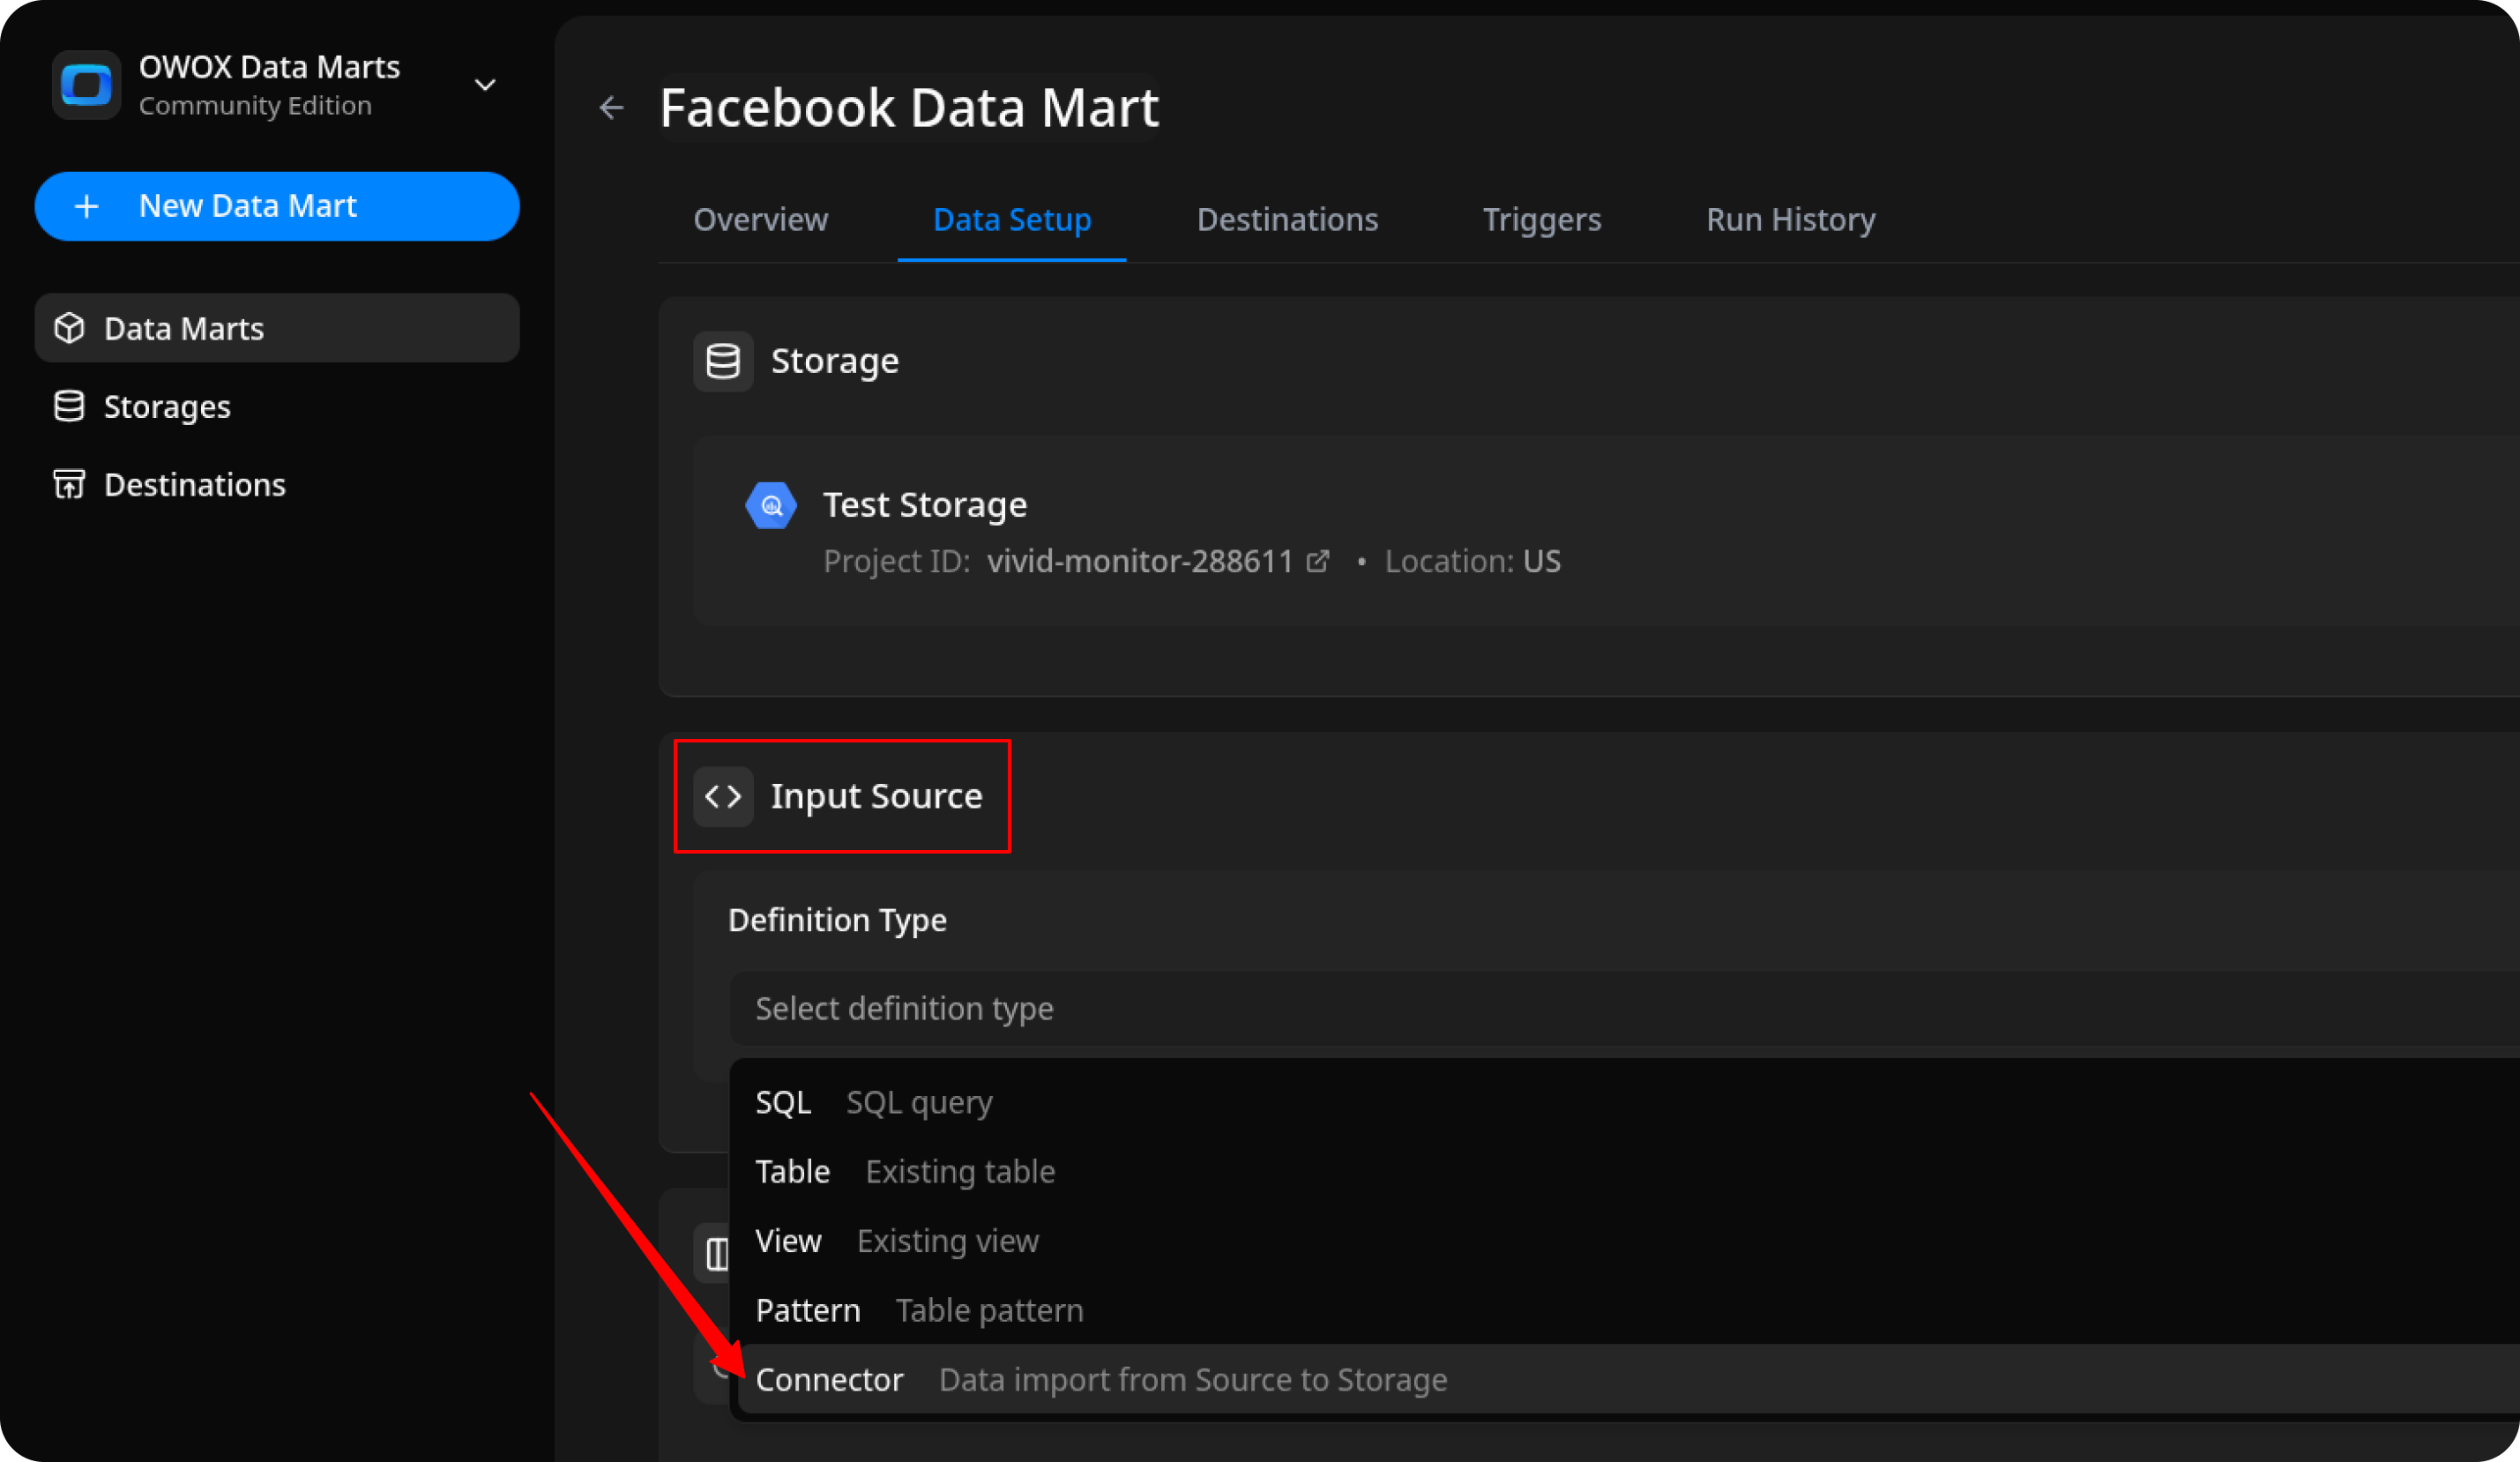 OWOX Data Marts
Community Edition
New Data Mart
Data Marts
Storages
Destinations
Facebook Data Mart
Overview
Data Setup
Destinations
Triggers
Run History
Storage
Test Storage
Project ID: vivid-monitor-288611 • Location: US
Input Source
Definition Type
Select definition type
SQL SQL query
Table Existing table
View Existing view
Pattern Table pattern
Connector Data import from Source to Storage